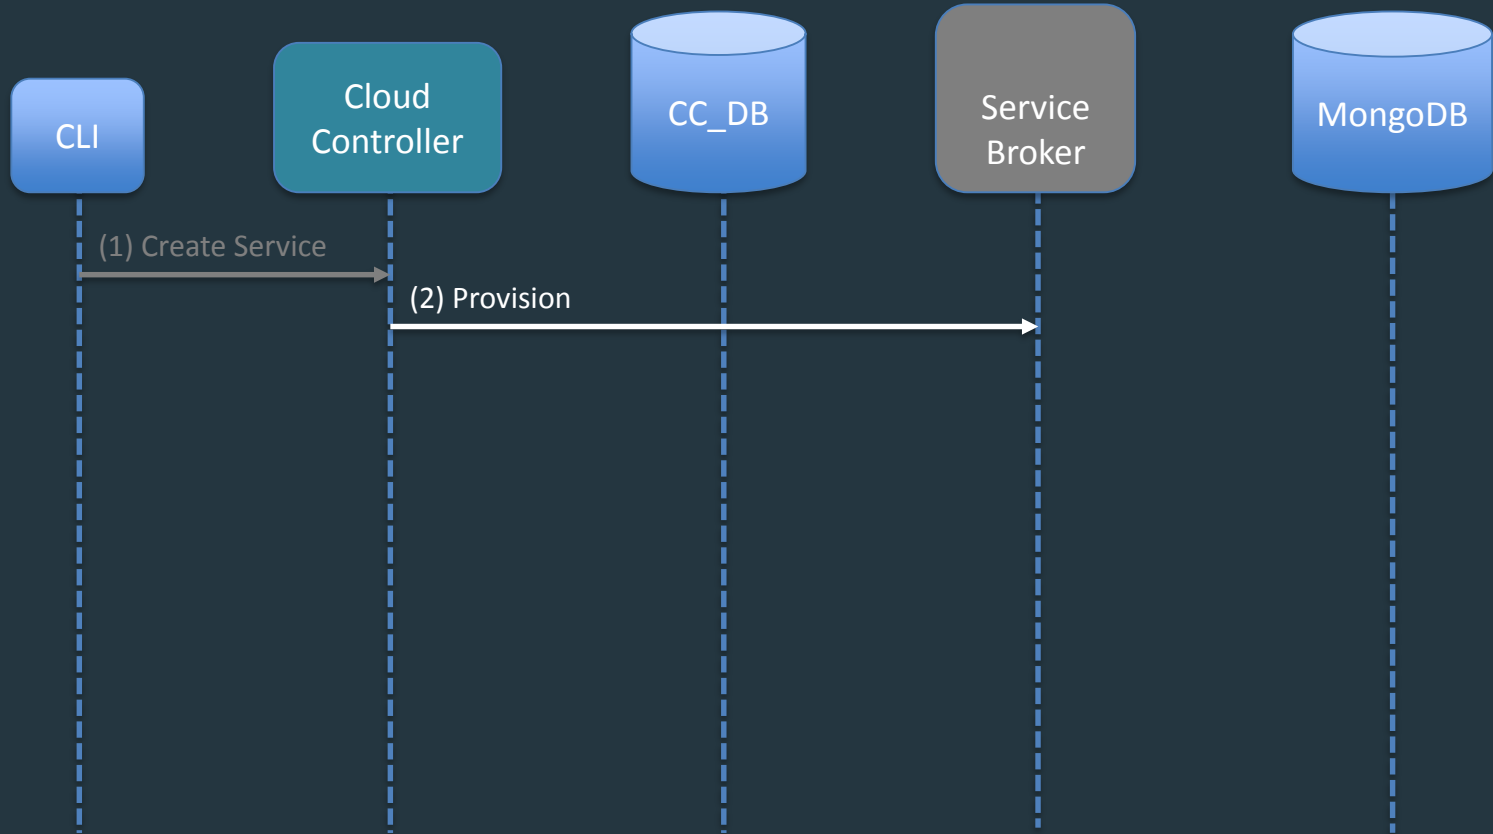 CLI
Cloud
Controller
CC_DB
Service
Broker
MongoDB
(1) Create Service
(2) Provision